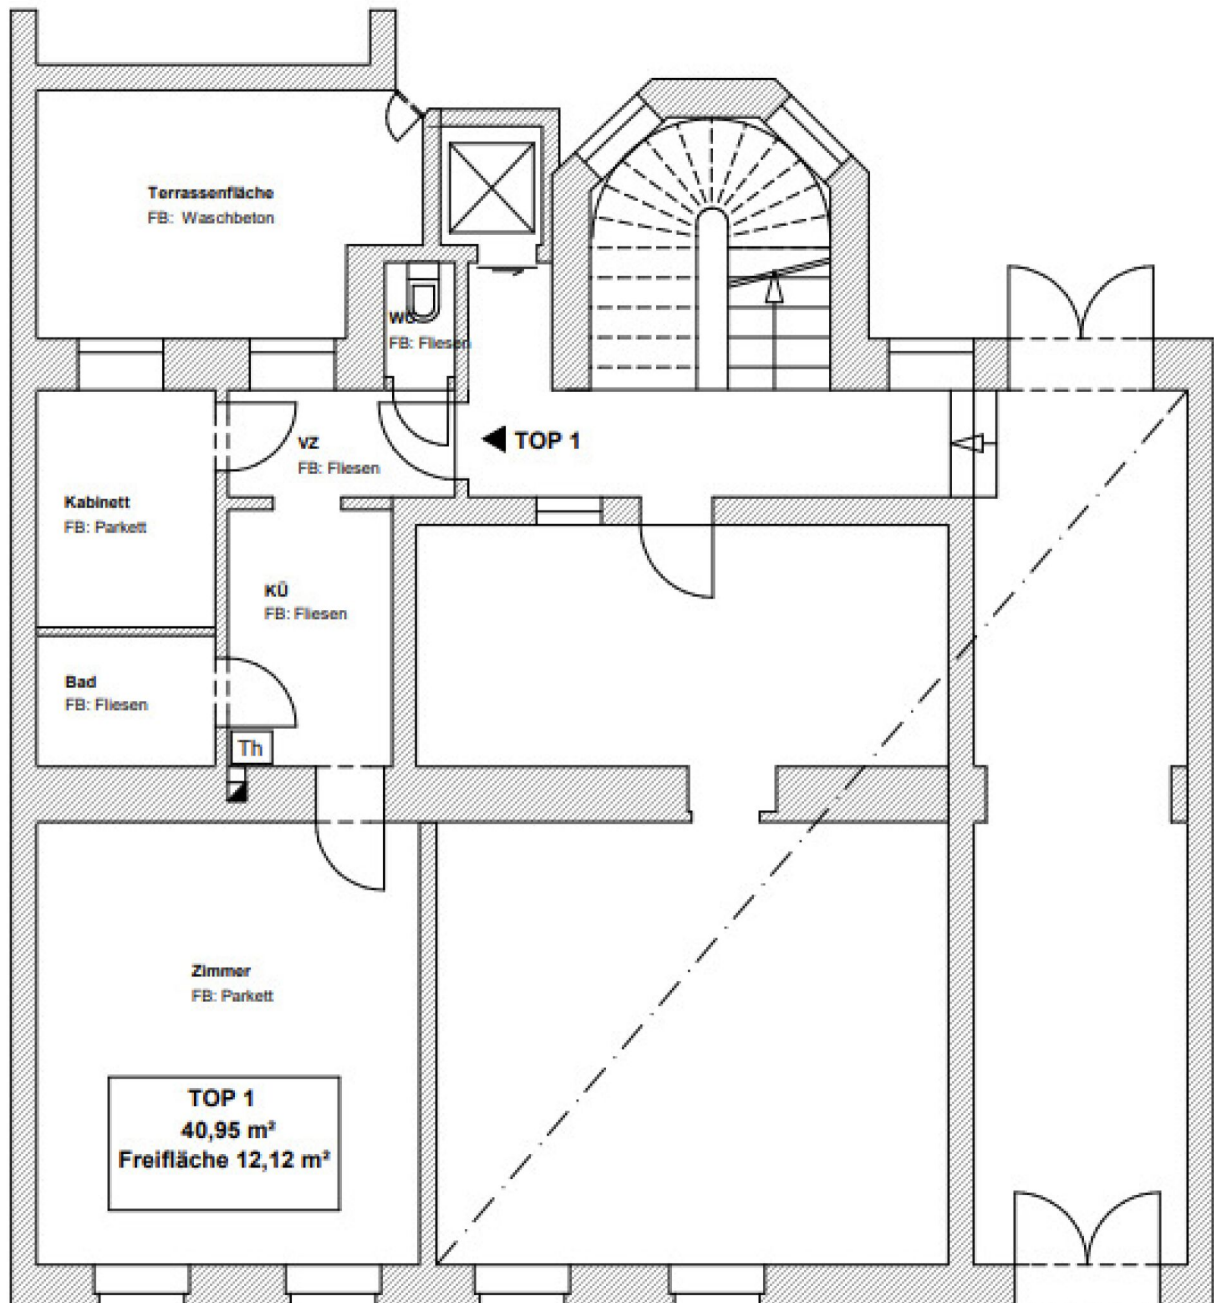 Terrassenfläche
FB: Waschbeton
WC
FB: Fliesen
VZ
FB: Fliesen
TOP 1
Kabinett
FB: Parkett
KÜ
FB: Fliesen
Bad
FB: Fliesen
Th
Zimmer
FB: Parkett
TOP 1
40,95 m²
Freifläche 12,12 m²